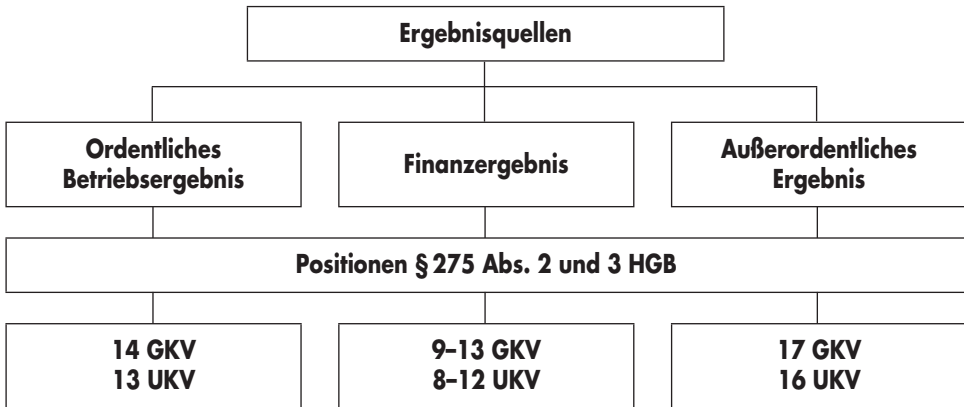 Ergebnisquellen
Ordentliches
Betriebsergebnis
Finanzergebnis
Außerordentliches
Ergebnis
Positionen § 275 Abs. 2 und 3 HGB
14 GKV
13 UKV
9–13 GKV
8–12 UKV
17 GKV
16 UKV